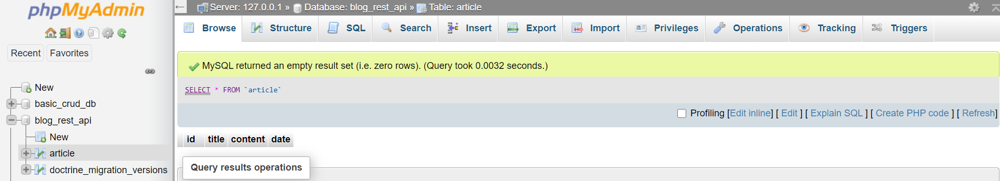 phpMyAdmin
Recent Favorites
New
basic_crud_db
blog_rest_api
New
article
doctrine_migration_versions
← Server: 127.0.0.1 » Database: blog_rest_api » Table: article
Browse Structure SQL Search Insert Export Import Privileges Operations Tracking Triggers
MySQL returned an empty result set (i.e. zero rows). (Query took 0.0032 seconds.)
SELECT * FROM `article`
Profiling [Edit inline] [ Edit ] [ Explain SQL ] [ Create PHP code ] [ Refresh]
id title content date
Query results operations